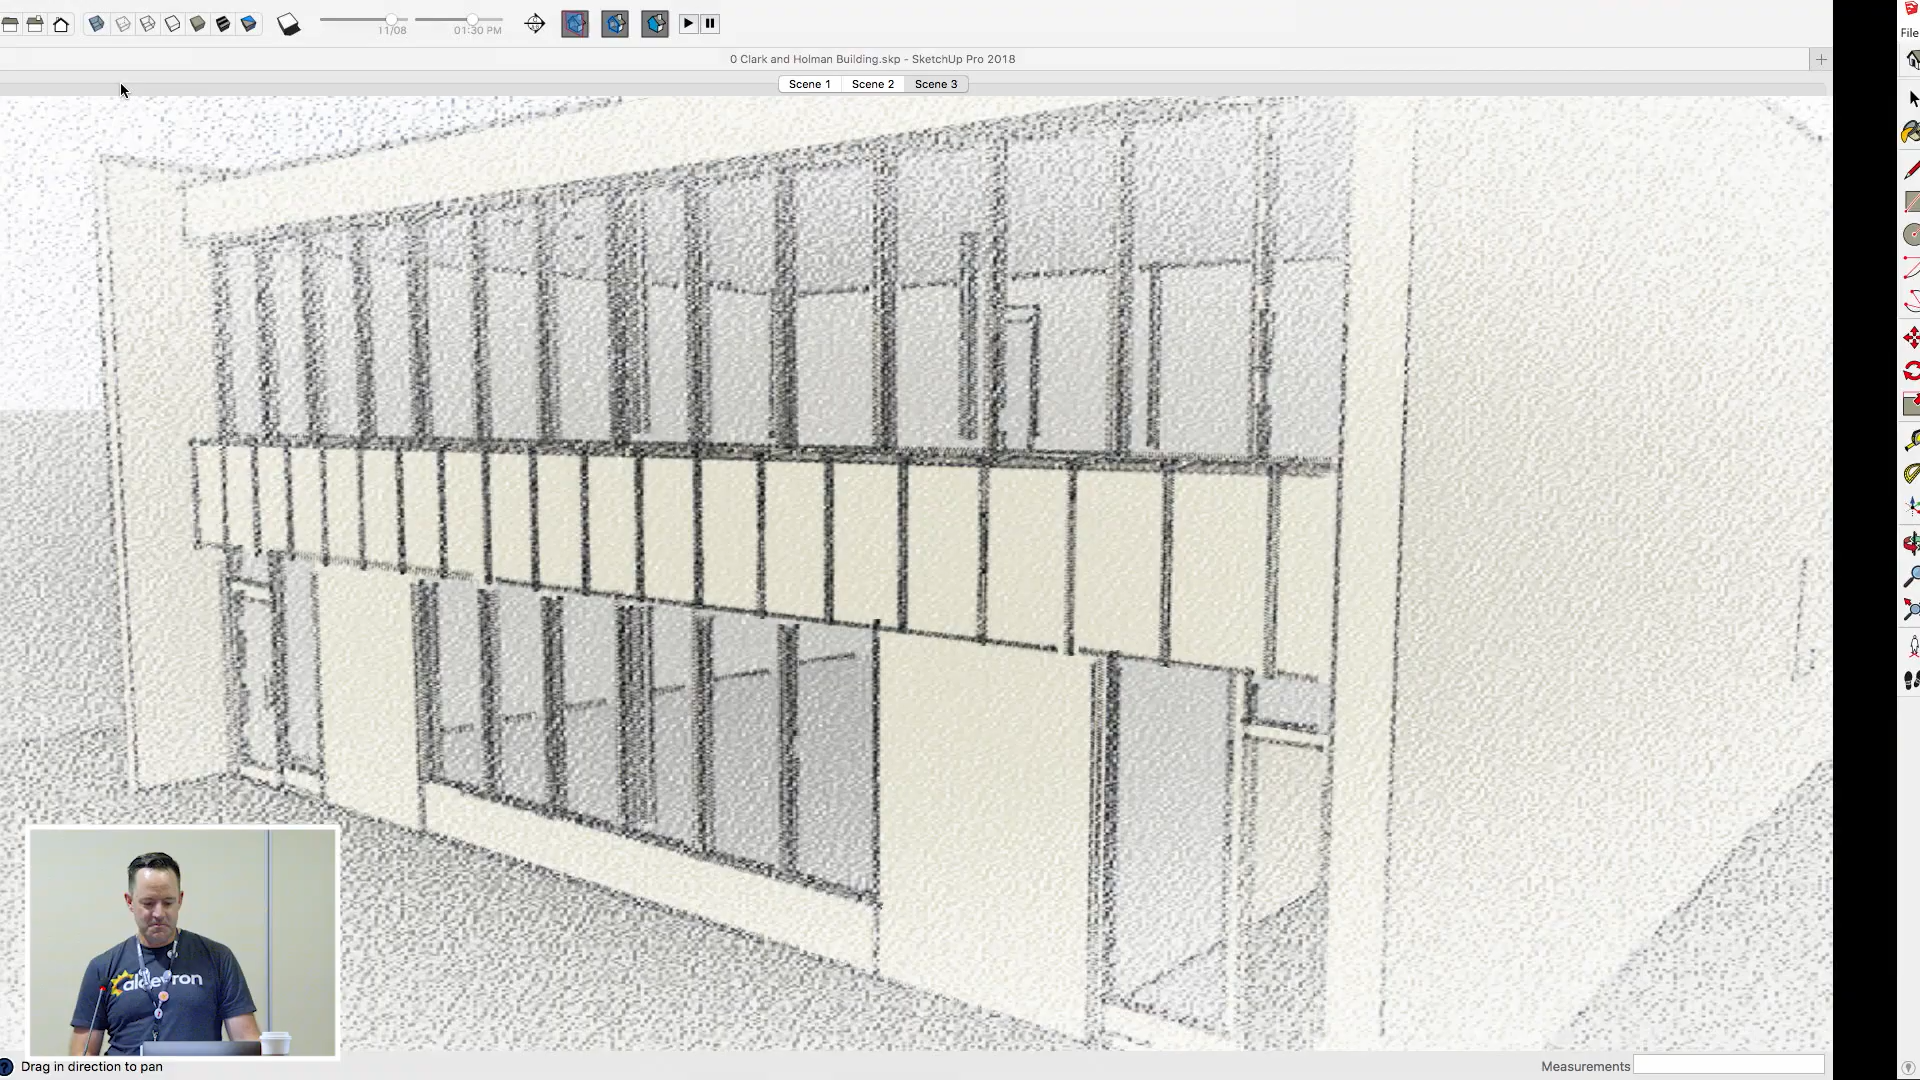 11/08
01:30 PM
0 Clark and Holman Building.skp - SketchUp Pro 2018
File
Scene 1
Scene 2
Scene 3
Drag in direction to pan
Measurements